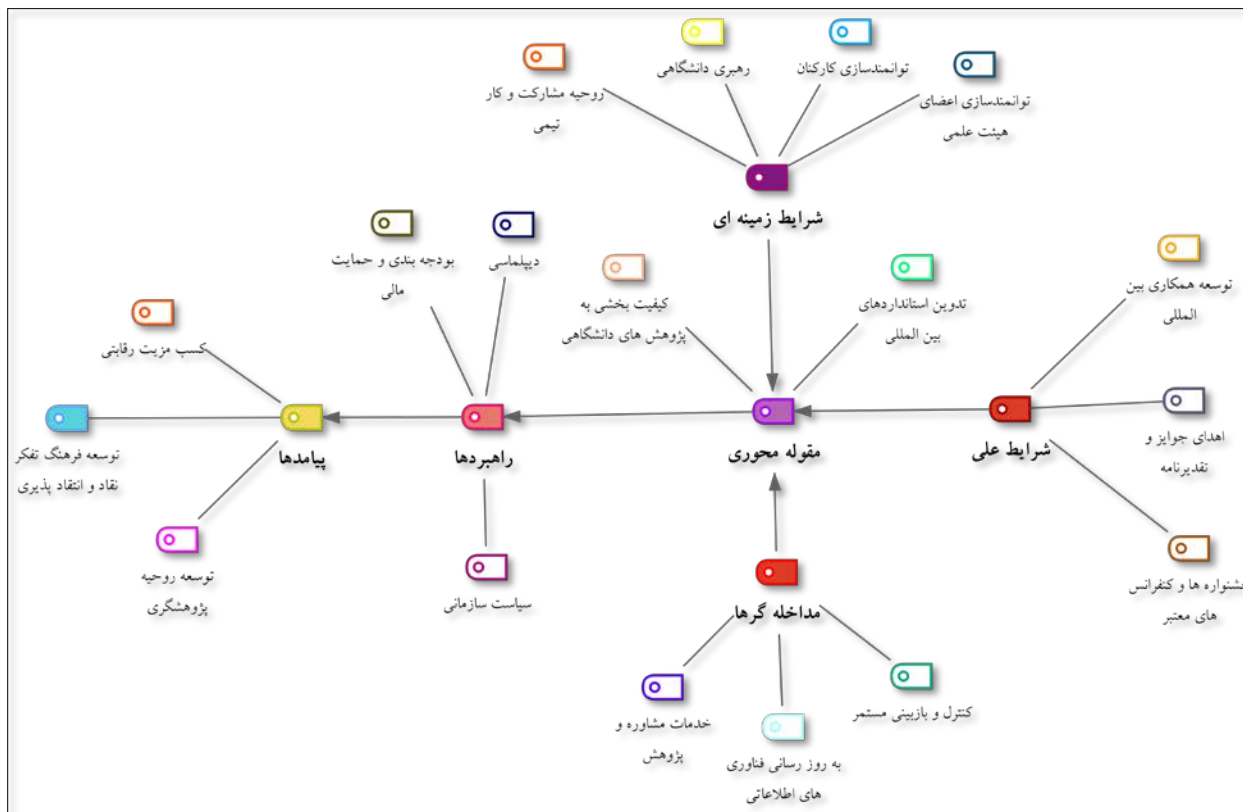 توانمندسازی اعضای
هیئت علمی
توانمندسازی کارکنان
رهبری دانشگاهی
روحیه مشارکت و کار
تیمی
شرایط زمینه ای
توسعه همکاری بین
المللی
تدوین استانداردهای
بین المللی
کیفیت بخشی به
پژوهش های دانشگاهی
دیپلماسی
بودجه بندی و حمایت
مالی
کسب مزیت رقابتی
اهدای جوایز و
تقدیرنامه
شرایط علی
مقوله محوری
راهبردها
پیامدها
توسعه فرهنگ تفکر
نقاد و انتقاد پذیری
جشنواره ها و کنفرانس
های معتبر
مداخله گرها
سیاست سازمانی
توسعه روحیه
پژوهشگری
کنترل و بازبینی مستمر
به روز رسانی فناوری
های اطلاعاتی
خدمات مشاوره و
پژوهش